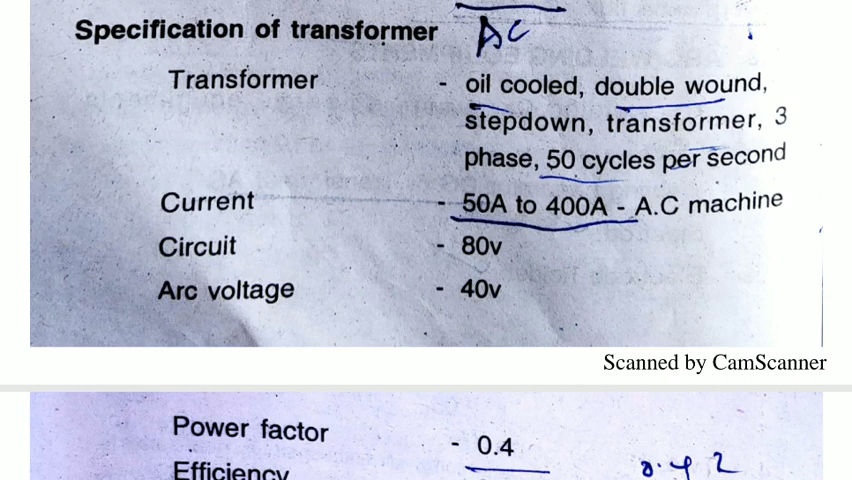 Specification of transformer AC
Transformer - oil cooled, double wound,
stepdown, transformer, 3
phase, 50 cycles per second
Current - 50A to 400A - A.C machine
Circuit - 80v
Arc voltage - 40v
Scanned by CamScanner
Power factor - 0.4
Efficiency